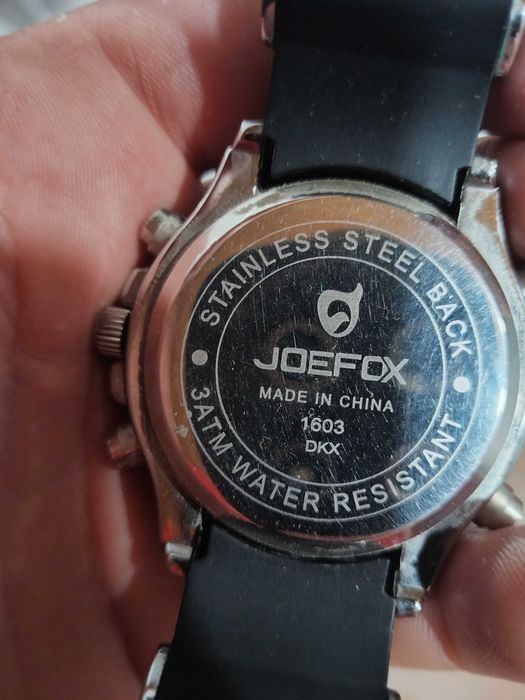 STAINLESS STEEL BACK
JOEFOX
MADE IN CHINA
1603
DKX
3ATM WATER RESISTANT